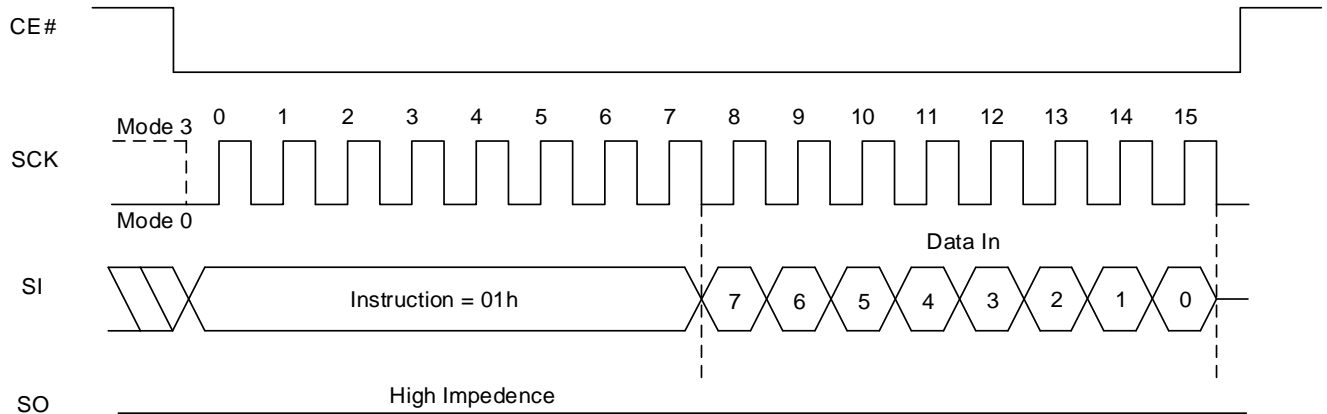 CE#
0 1 2 3 4 5 6 7 8 9 10 11 12 13 14 15
Mode 3
SCK
Mode 0
Data In
SI
Instruction = 01h
7 6 5 4 3 2 1 0
High Impedence
SO